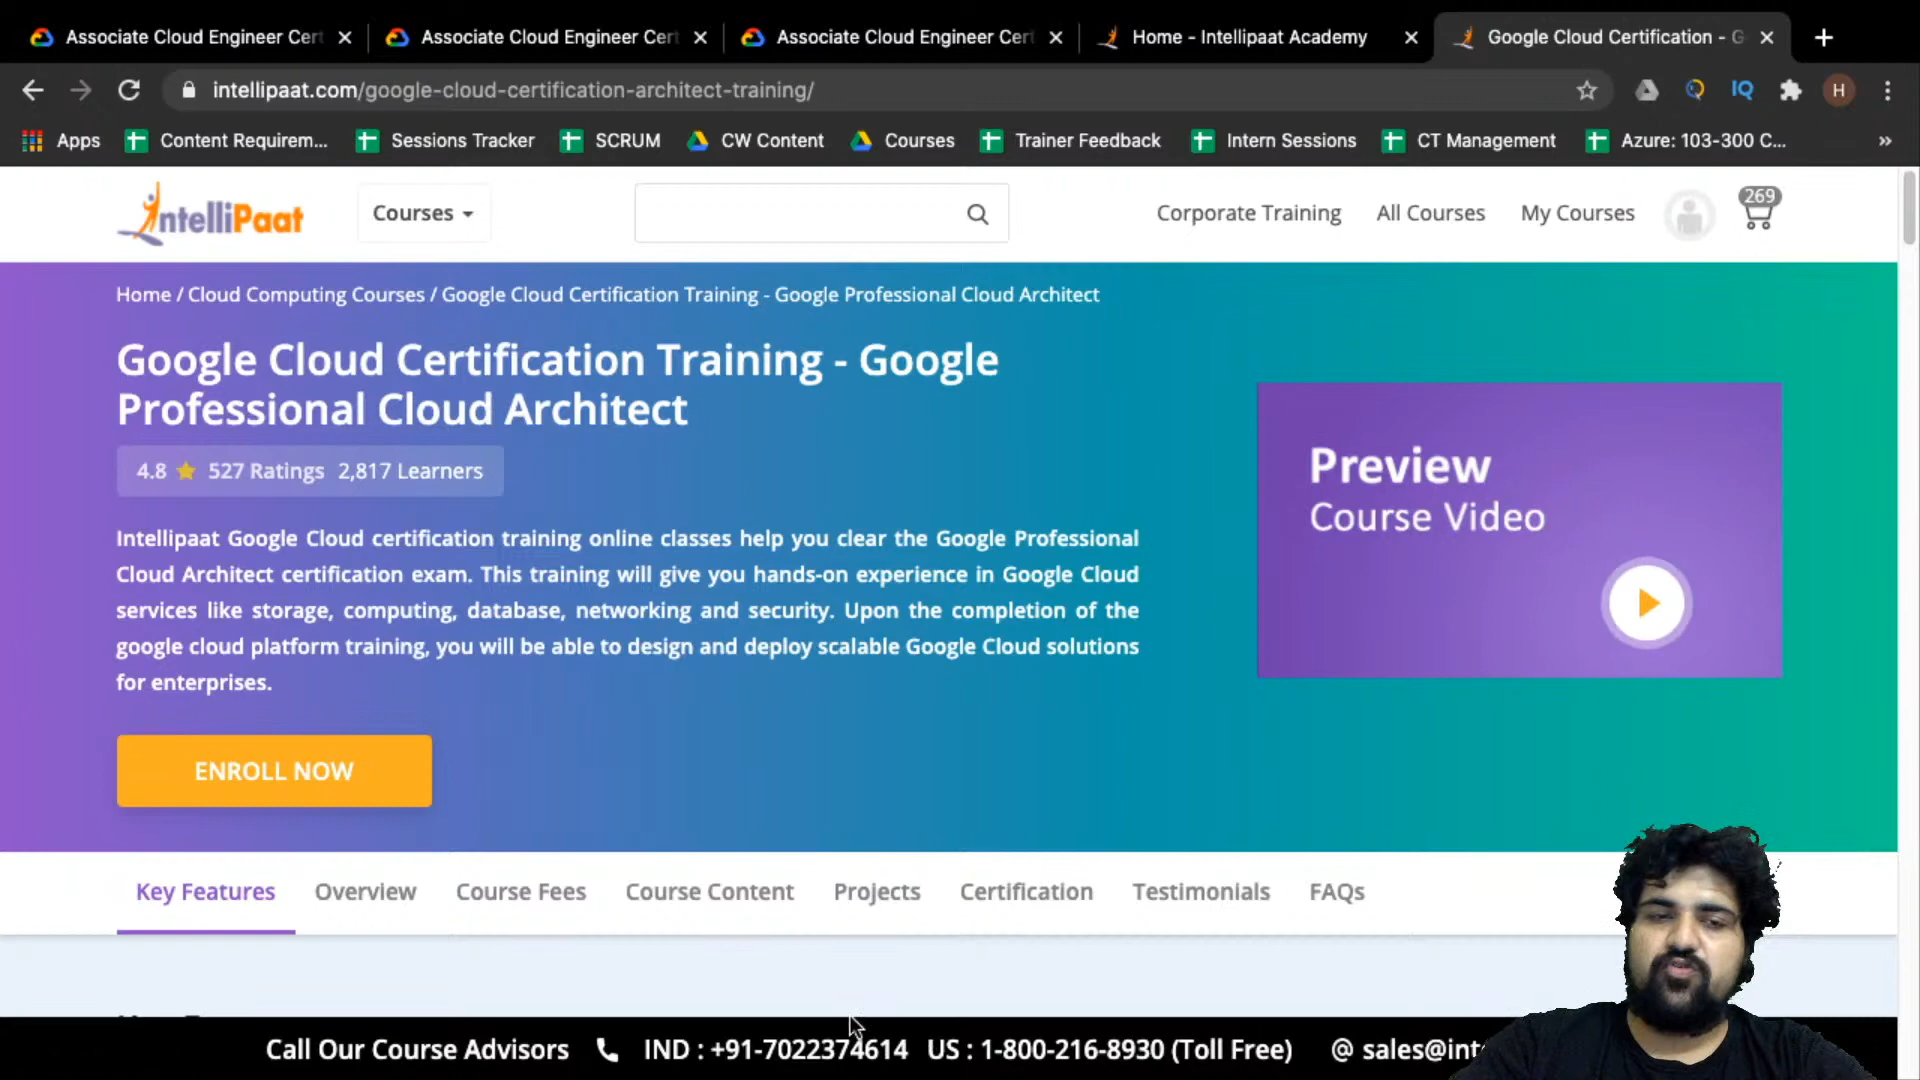 Associate Cloud Engineer Cert
Associate Cloud Engineer Cert
Associate Cloud Engineer Cert
Home - Intellipaat Academy
Google Cloud Certification - G
intellipaat.com/google-cloud-certification-architect-training/
IQ
H
Apps
Content Requirem...
Sessions Tracker
SCRUM
CW Content
Courses
Trainer Feedback
Intern Sessions
CT Management
Azure: 103-300 C...
IntelliPaat
Courses
Corporate Training
All Courses
My Courses
269
Home / Cloud Computing Courses / Google Cloud Certification Training - Google Professional Cloud Architect
Google Cloud Certification Training - Google
Professional Cloud Architect
4.8 527 Ratings 2,817 Learners
Intellipaat Google Cloud certification training online classes help you clear the Google Professional
Cloud Architect certification exam. This training will give you hands-on experience in Google Cloud
services like storage, computing, database, networking and security. Upon the completion of the
google cloud platform training, you will be able to design and deploy scalable Google Cloud solutions
for enterprises.
Preview
Course Video
ENROLL NOW
Key Features
Overview
Course Fees
Course Content
Projects
Certification
Testimonials
FAQs
Call Our Course Advisors IND : +91-7022374614 US : 1-800-216-8930 (Toll Free) @ sales@int